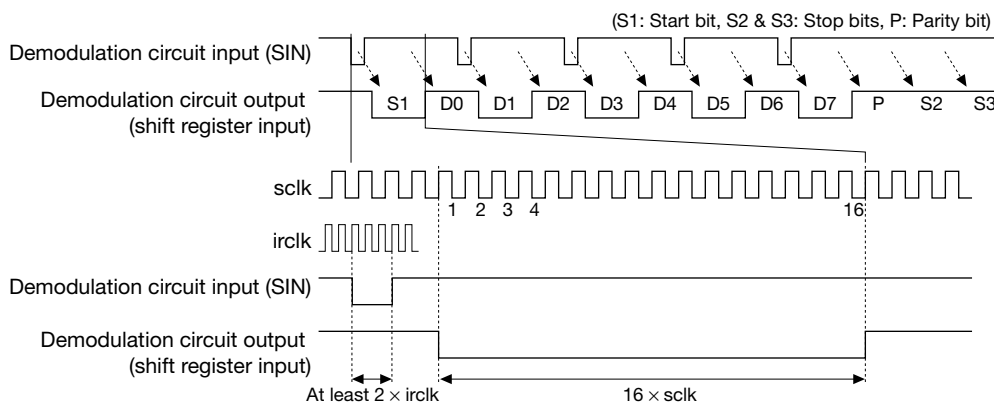 (S1: Start bit, S2 & S3: Stop bits, P: Parity bit)
Demodulation circuit input (SIN)
Demodulation circuit output
(shift register input)
S1 D0 D1 D2 D3 D4 D5 D6 D7 P S2 S3
sclk
1 2 3 4 16
irclk
Demodulation circuit input (SIN)
Demodulation circuit output
(shift register input)
At least 2 × irclk 16 × sclk